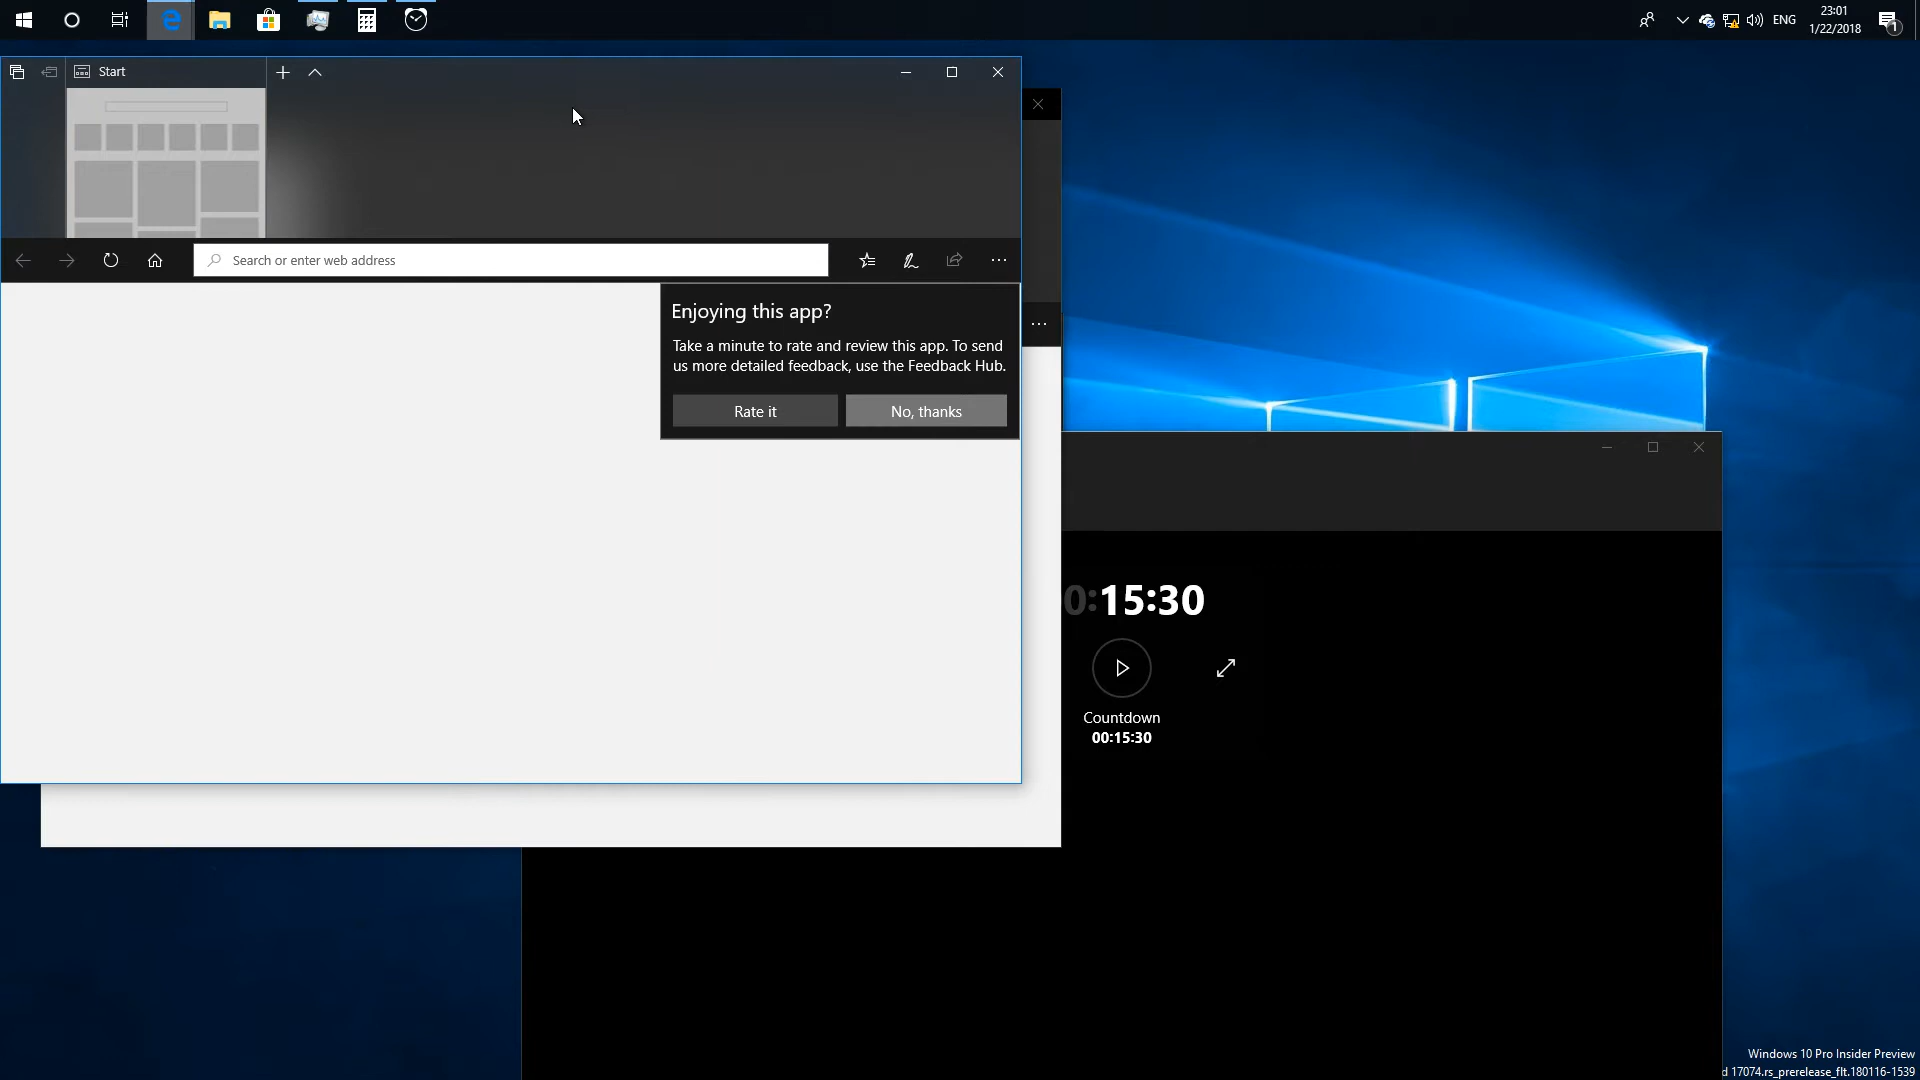 ENG
23:01
1/22/2018
1
Start
Search or enter web address
Enjoying this app?
Take a minute to rate and review this app. To send
us more detailed feedback, use the Feedback Hub.
Rate it
No, thanks
0:15:30
Countdown
00:15:30
Windows 10 Pro Insider Preview
d 17074.rs_prerelease_flt.180116-1539